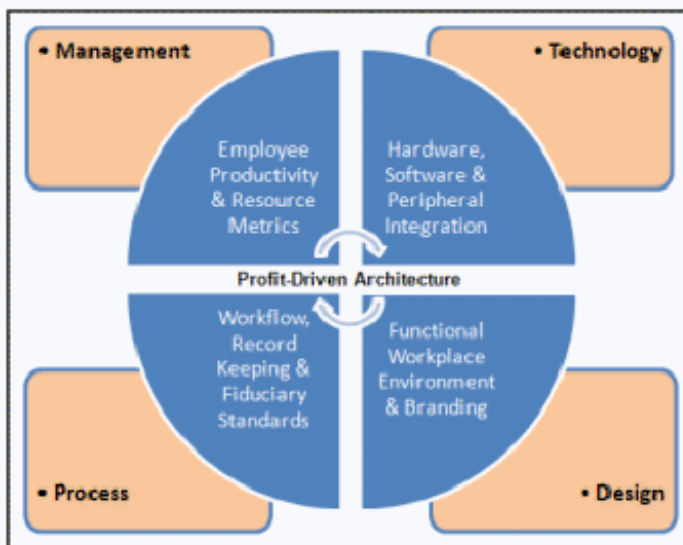 • Management
• Technology
Employee
Productivity
& Resource
Metrics
Hardware,
Software &
Peripheral
Integration
Profit-Driven Architecture
Workflow,
Record
Keeping &
Fiduciary
Standards
Functional
Workplace
Environment
& Branding
• Process
• Design